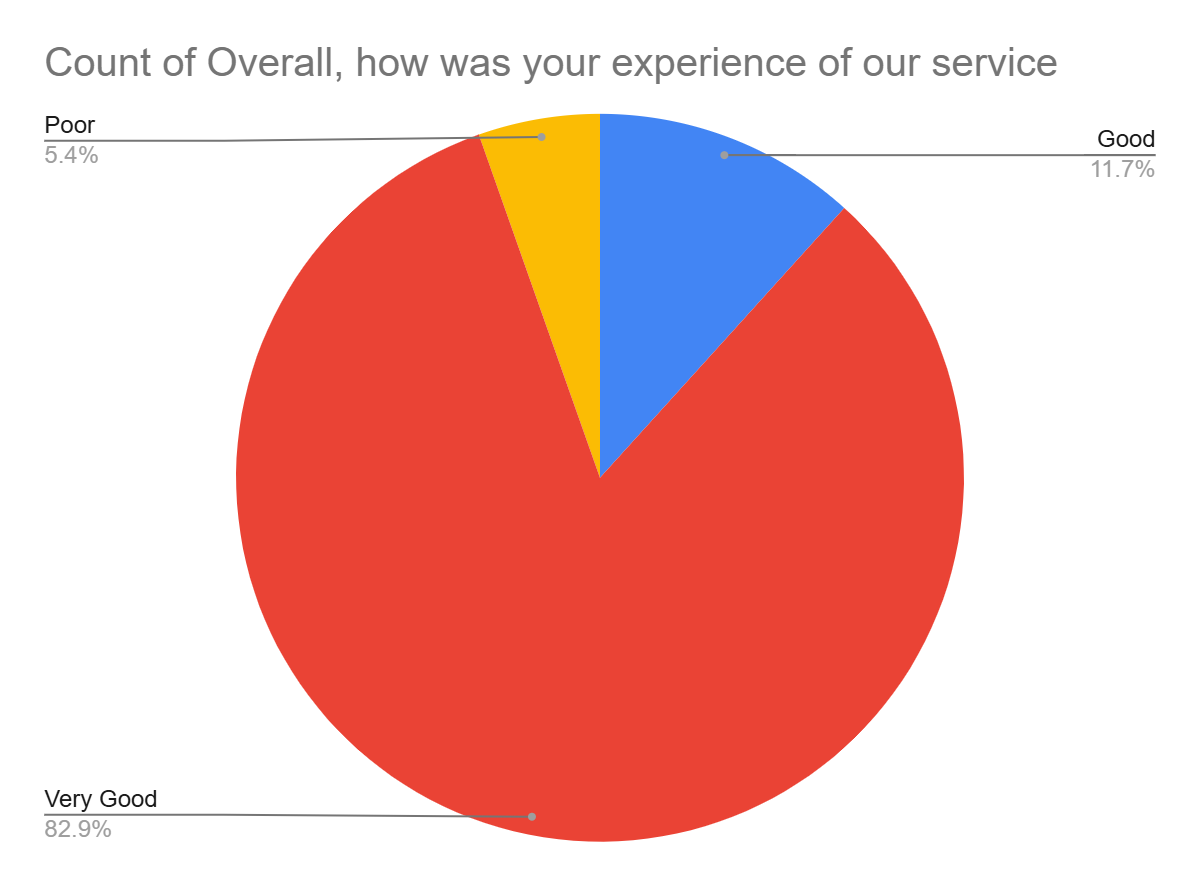 Count of Overall, how was your experience of our service
Poor
5.4%
Good
11.7%
Very Good
82.9%